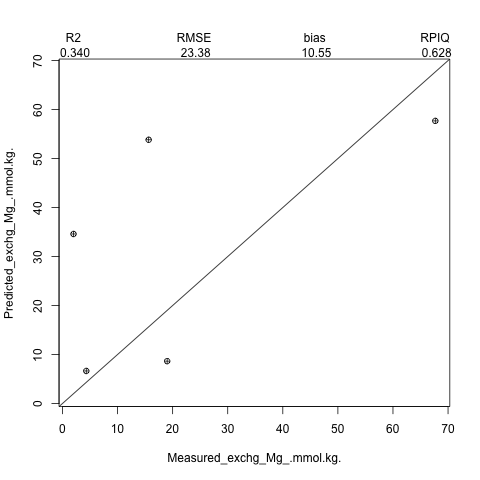 R2 RMSE bias RPIQ
0.340 23.38 10.55 0.628
70
60
50
40
30
20
10
0
Predicted_exchg_Mg_.mmol.kg.
0 10 20 30 40 50 60 70
Measured_exchg_Mg_.mmol.kg.